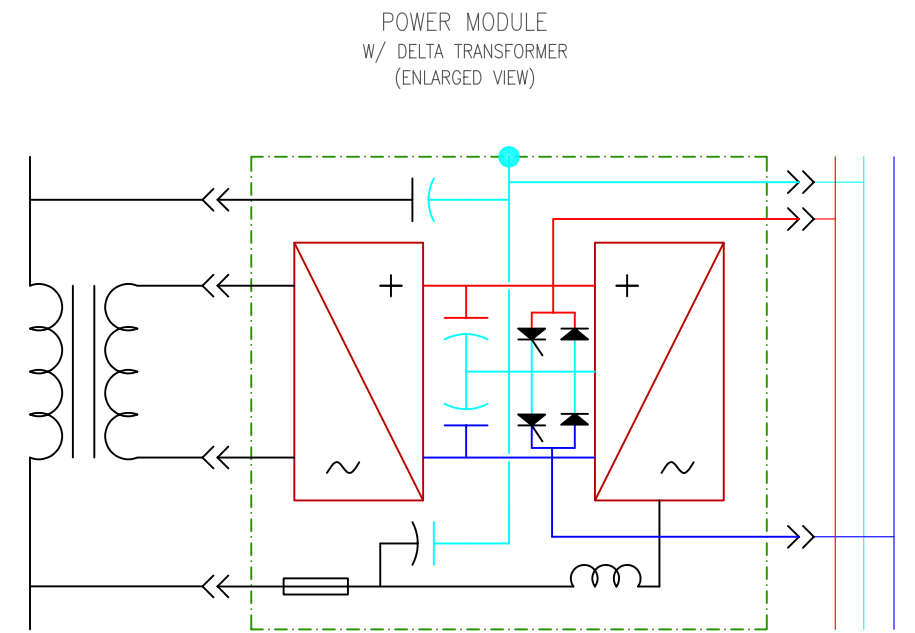 POWER MODULE
W/ DELTA TRANSFORMER
(ENLARGED VIEW)
+ +
~ ~